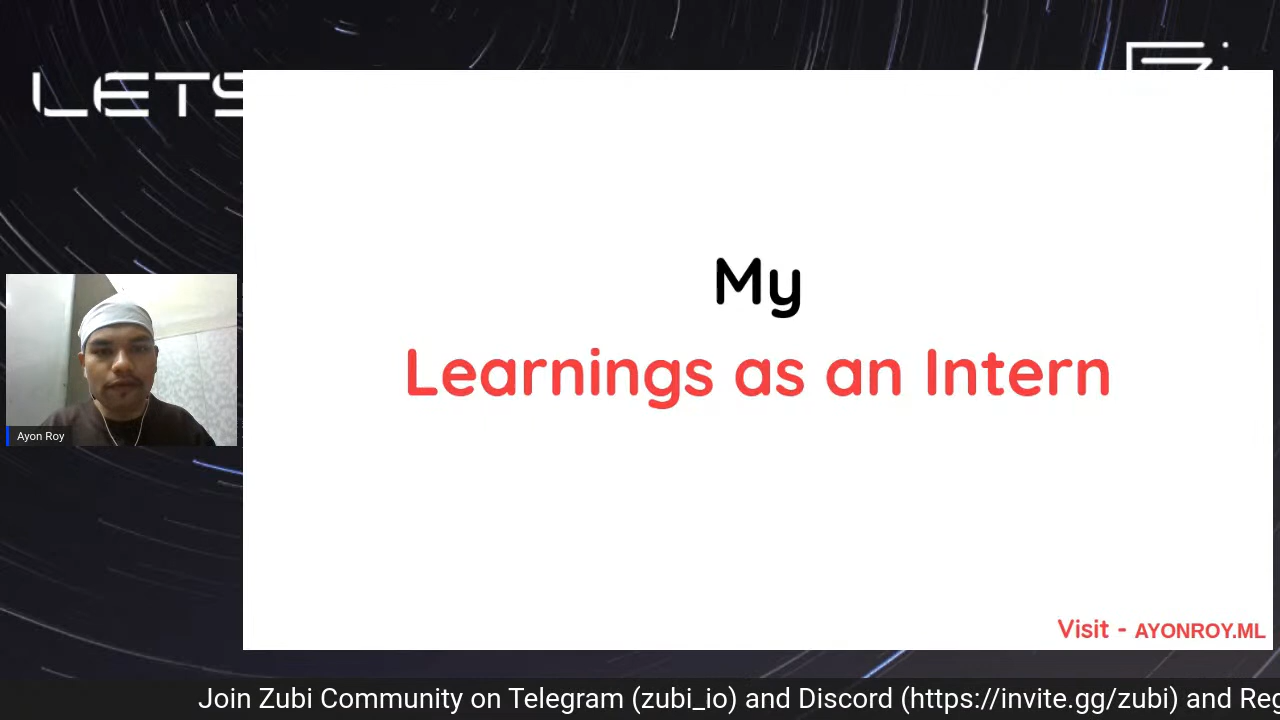 LETS
My
Learnings as an Intern
Ayon Roy
Visit - AYONROY.ML
Join Zubi Community on Telegram (zubi_io) and Discord (https://invite.gg/zubi) and Reg